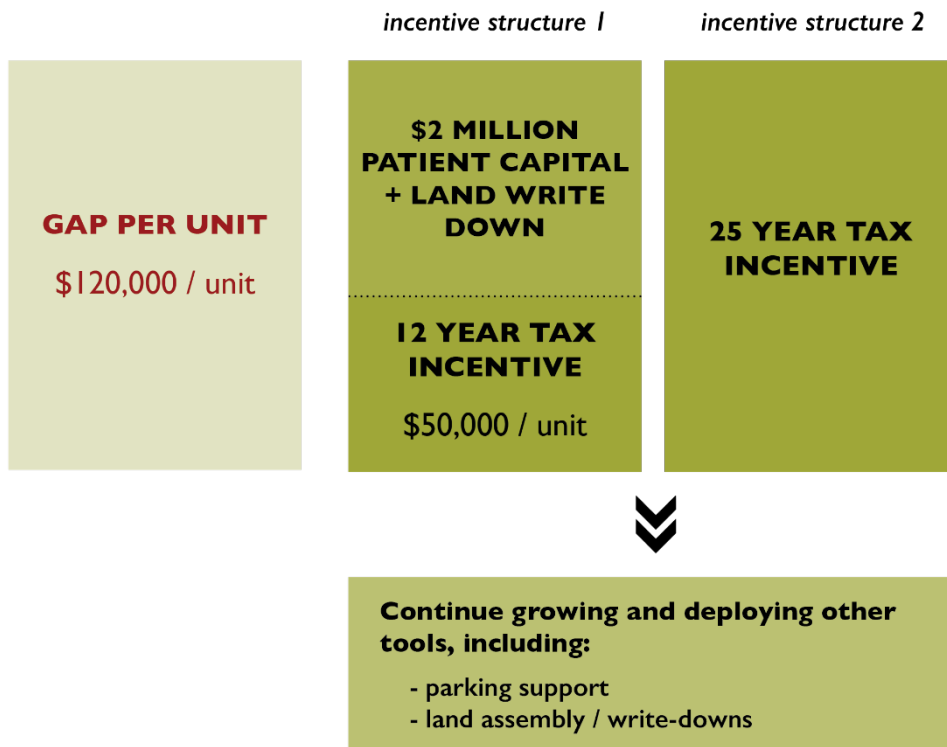 incentive structure 1
incentive structure 2
GAP PER UNIT
$120,000 / unit
$2 MILLION
PATIENT CAPITAL
+ LAND WRITE
DOWN
12 YEAR TAX
INCENTIVE
$50,000 / unit
25 YEAR TAX
INCENTIVE
Continue growing and deploying other
tools, including:
- parking support
- land assembly / write-downs